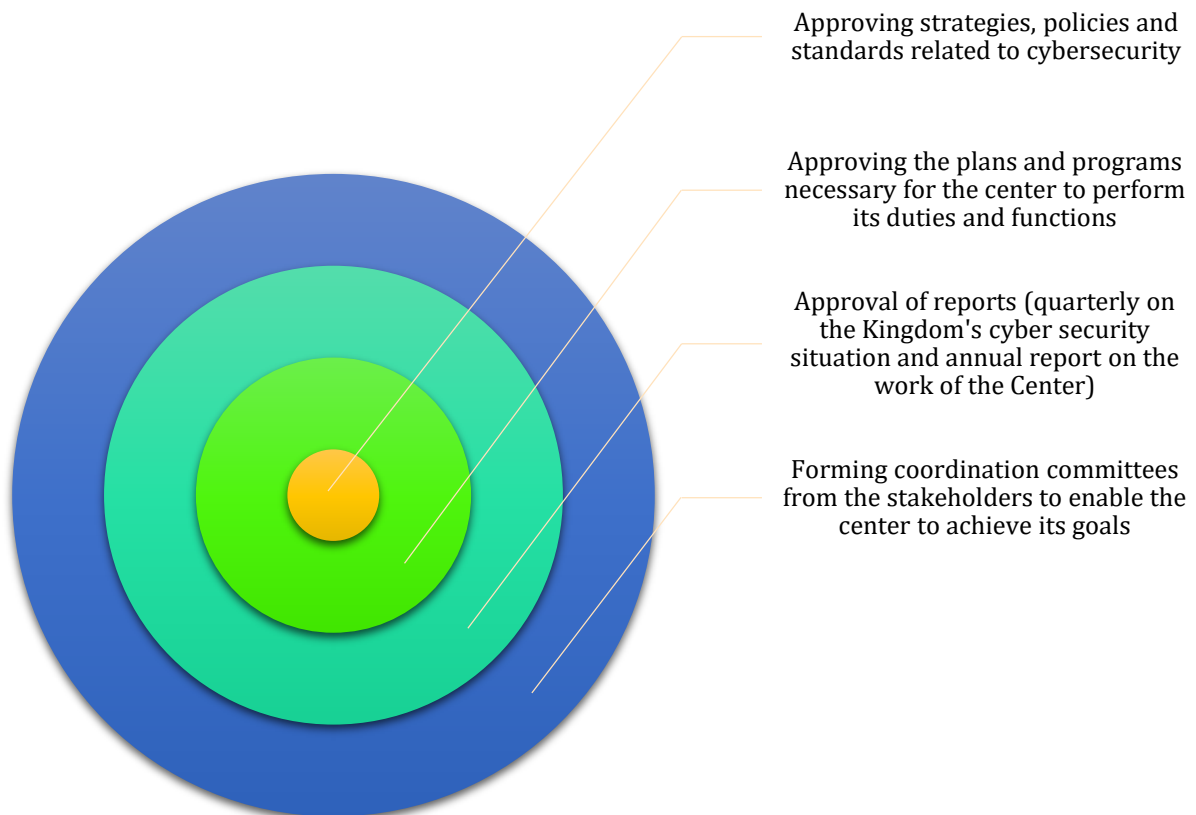 Approving strategies, policies and
standards related to cybersecurity
Approving the plans and programs
necessary for the center to perform
its duties and functions
Approval of reports (quarterly on
the Kingdom's cyber security
situation and annual report on the
work of the Center)
Forming coordination committees
from the stakeholders to enable the
center to achieve its goals